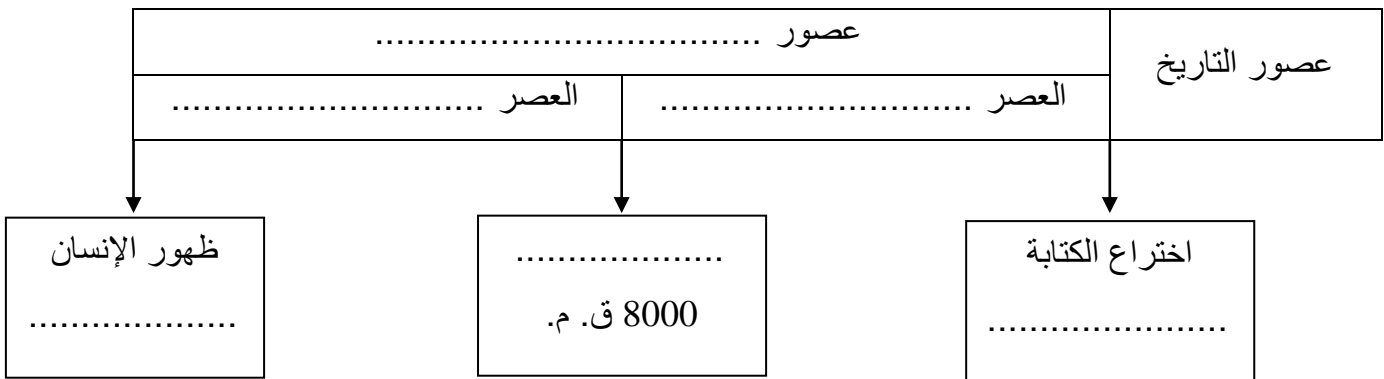 عصور التاريخ
عصور .....................................
العصر ..............................
العصر ..............................
اختراع الكتابة
.......................
....................
8000 ق. م.
ظهور الإنسان
....................